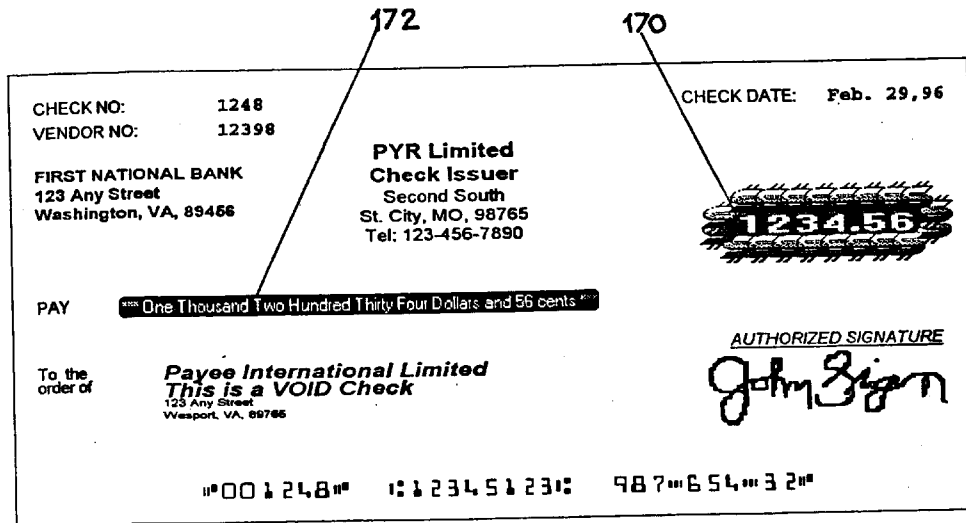 172 170
CHECK NO: 1248 CHECK DATE: Feb. 29,96
VENDOR NO: 12398
PYR Limited
FIRST NATIONAL BANK Check Issuer
123 Any Street Second South
Washington, VA, 89456 St. City, MO, 98765
Tel: 123-456-7890
1234.56
PAY *** One Thousand Two Hundred Thirty Four Dollars and 56 cents ***
AUTHORIZED SIGNATURE
To the order of
Payee International Limited
This is a VOID Check
123 Any Street
Wesport, VA, 89765
John Sign
⑈001248⑈ ⑆123451231⑆ 987⑈654⑈32⑈